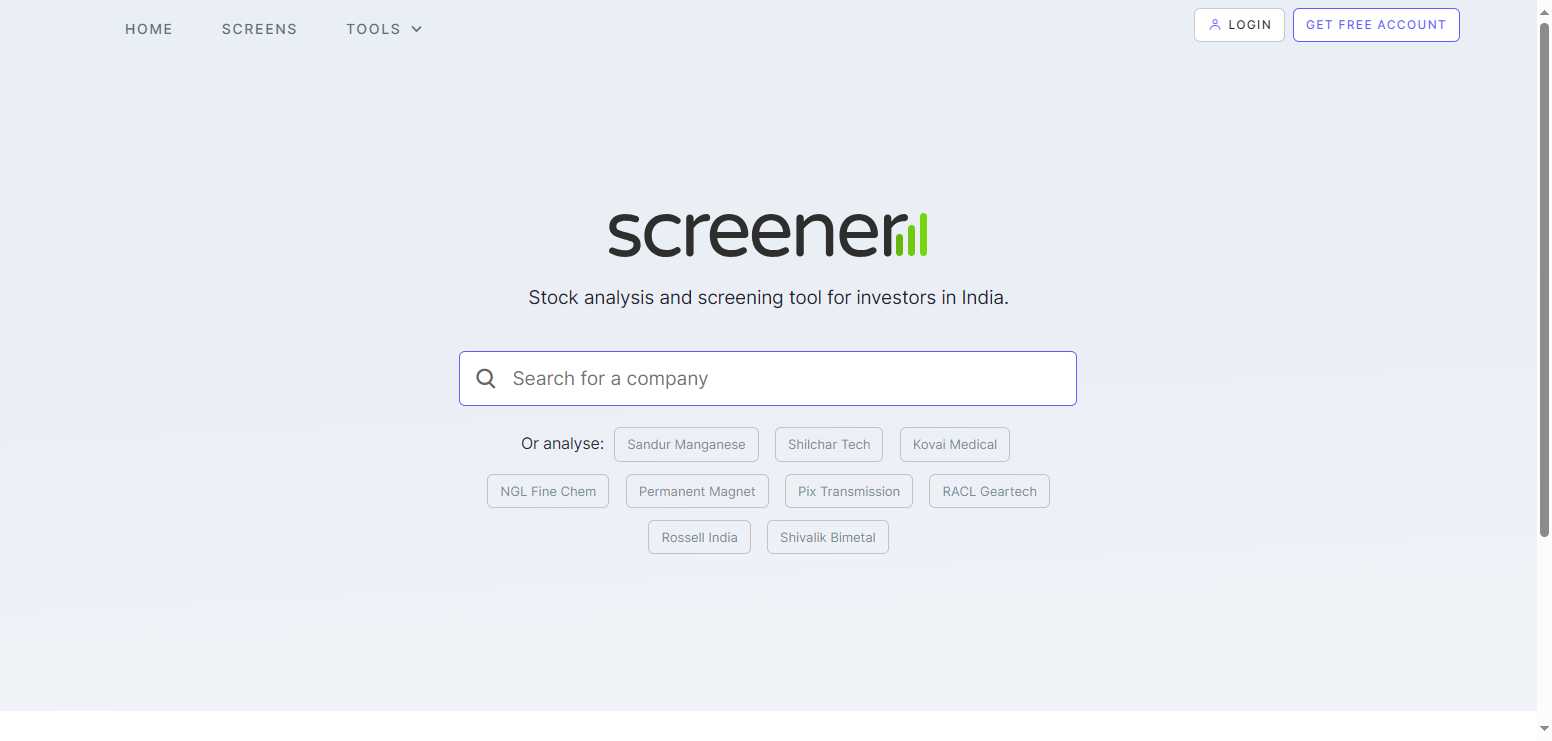 HOME SCREENS TOOLS LOGIN GET FREE ACCOUNT
screener
Stock analysis and screening tool for investors in India.
Search for a company
Or analyse: Sandur Manganese Shilchar Tech Kovai Medical
NGL Fine Chem Permanent Magnet Pix Transmission RACL Geartech
Rossell India Shivalik Bimetal